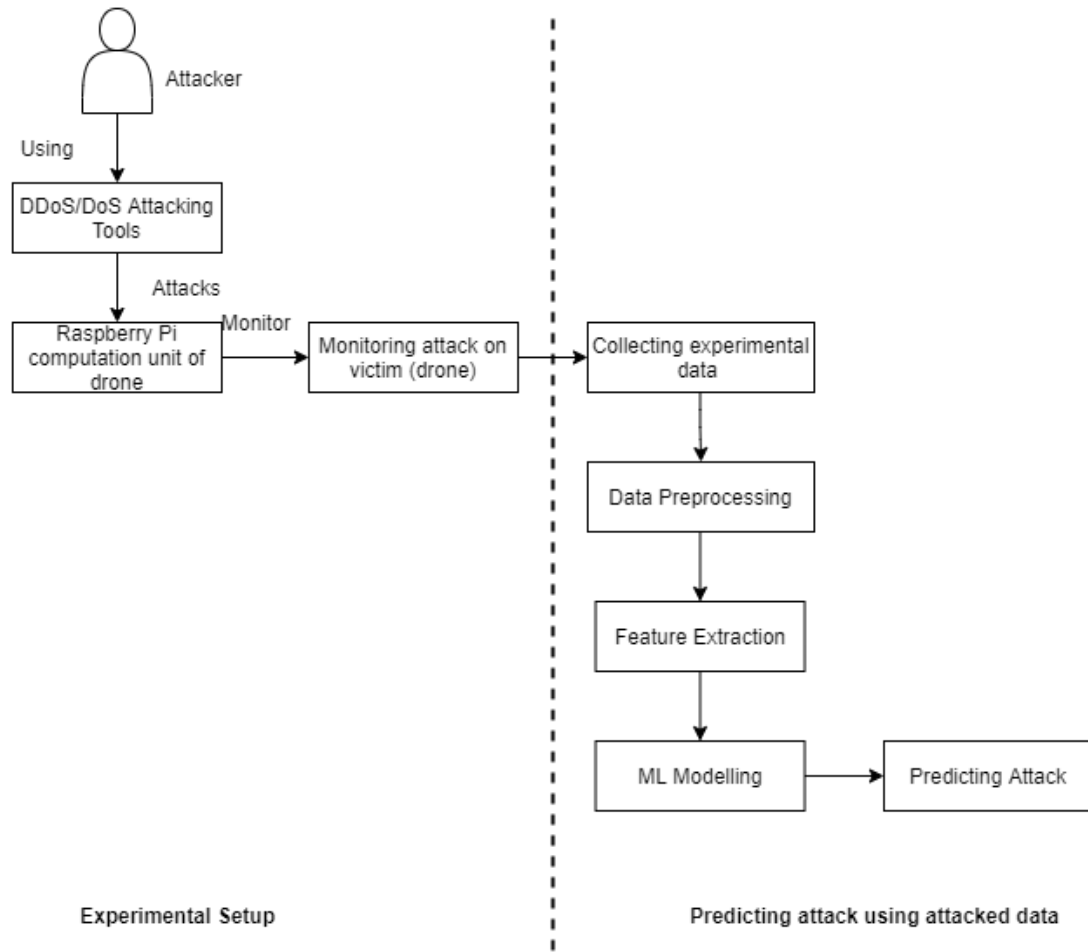 Attacker
Using
DDoS/DoS Attacking
Tools
Attacks
Raspberry Pi
computation unit of
drone
Monitor
Monitoring attack on
victim (drone)
Collecting experimental
data
Data Preprocessing
Feature Extraction
ML Modelling
Predicting Attack
Experimental Setup
Predicting attack using attacked data